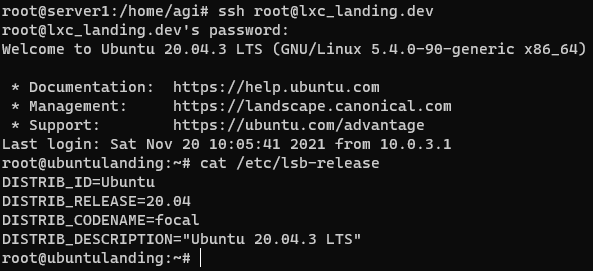 root@server1:/home/agi# ssh root@lxc_landing.dev
root@lxc_landing.dev's password:
Welcome to Ubuntu 20.04.3 LTS (GNU/Linux 5.4.0-90-generic x86_64)

 * Documentation:  https://help.ubuntu.com
 * Management:     https://landscape.canonical.com
 * Support:        https://ubuntu.com/advantage
Last login: Sat Nov 20 10:05:41 2021 from 10.0.3.1
root@ubuntulanding:~# cat /etc/lsb-release
DISTRIB_ID=Ubuntu
DISTRIB_RELEASE=20.04
DISTRIB_CODENAME=focal
DISTRIB_DESCRIPTION="Ubuntu 20.04.3 LTS"
root@ubuntulanding:~#